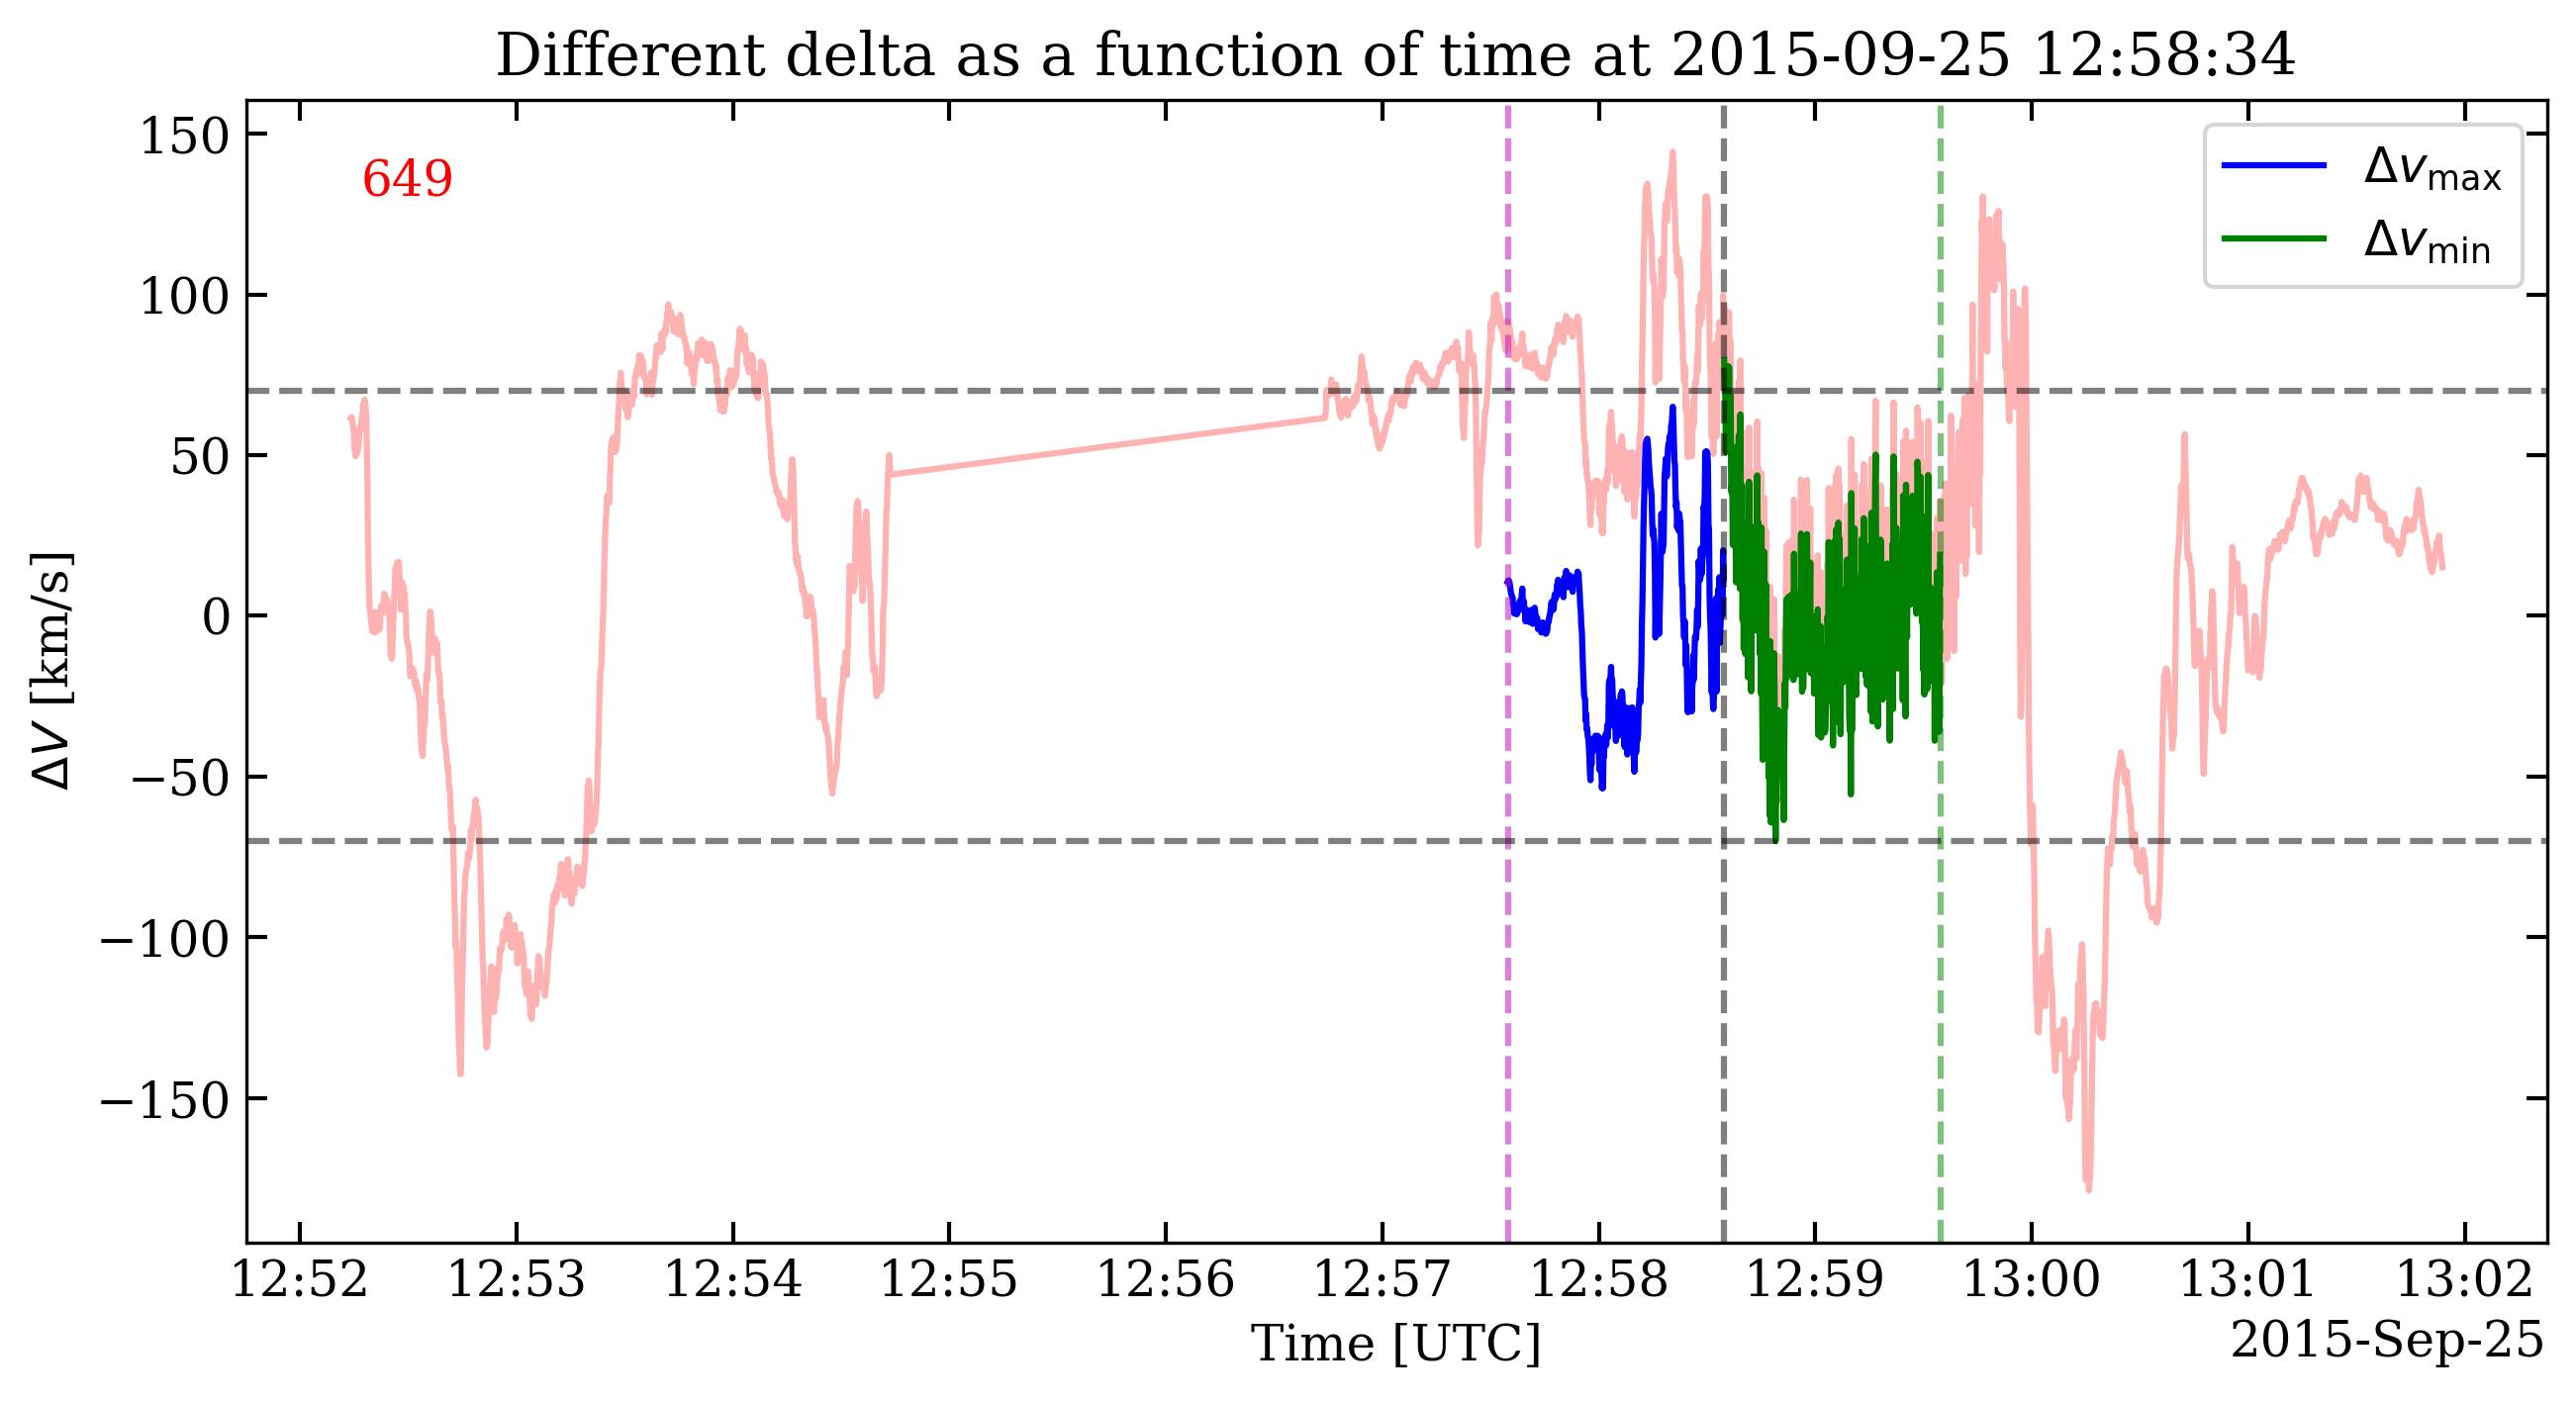 Different delta as a function of time at 2015-09-25 12:58:34
649
Δv_max
Δv_min
150
100
50
0
−50
−100
−150
ΔV [km/s]
12:52 12:53 12:54 12:55 12:56 12:57 12:58 12:59 13:00 13:01 13:02
Time [UTC]
2015-Sep-25